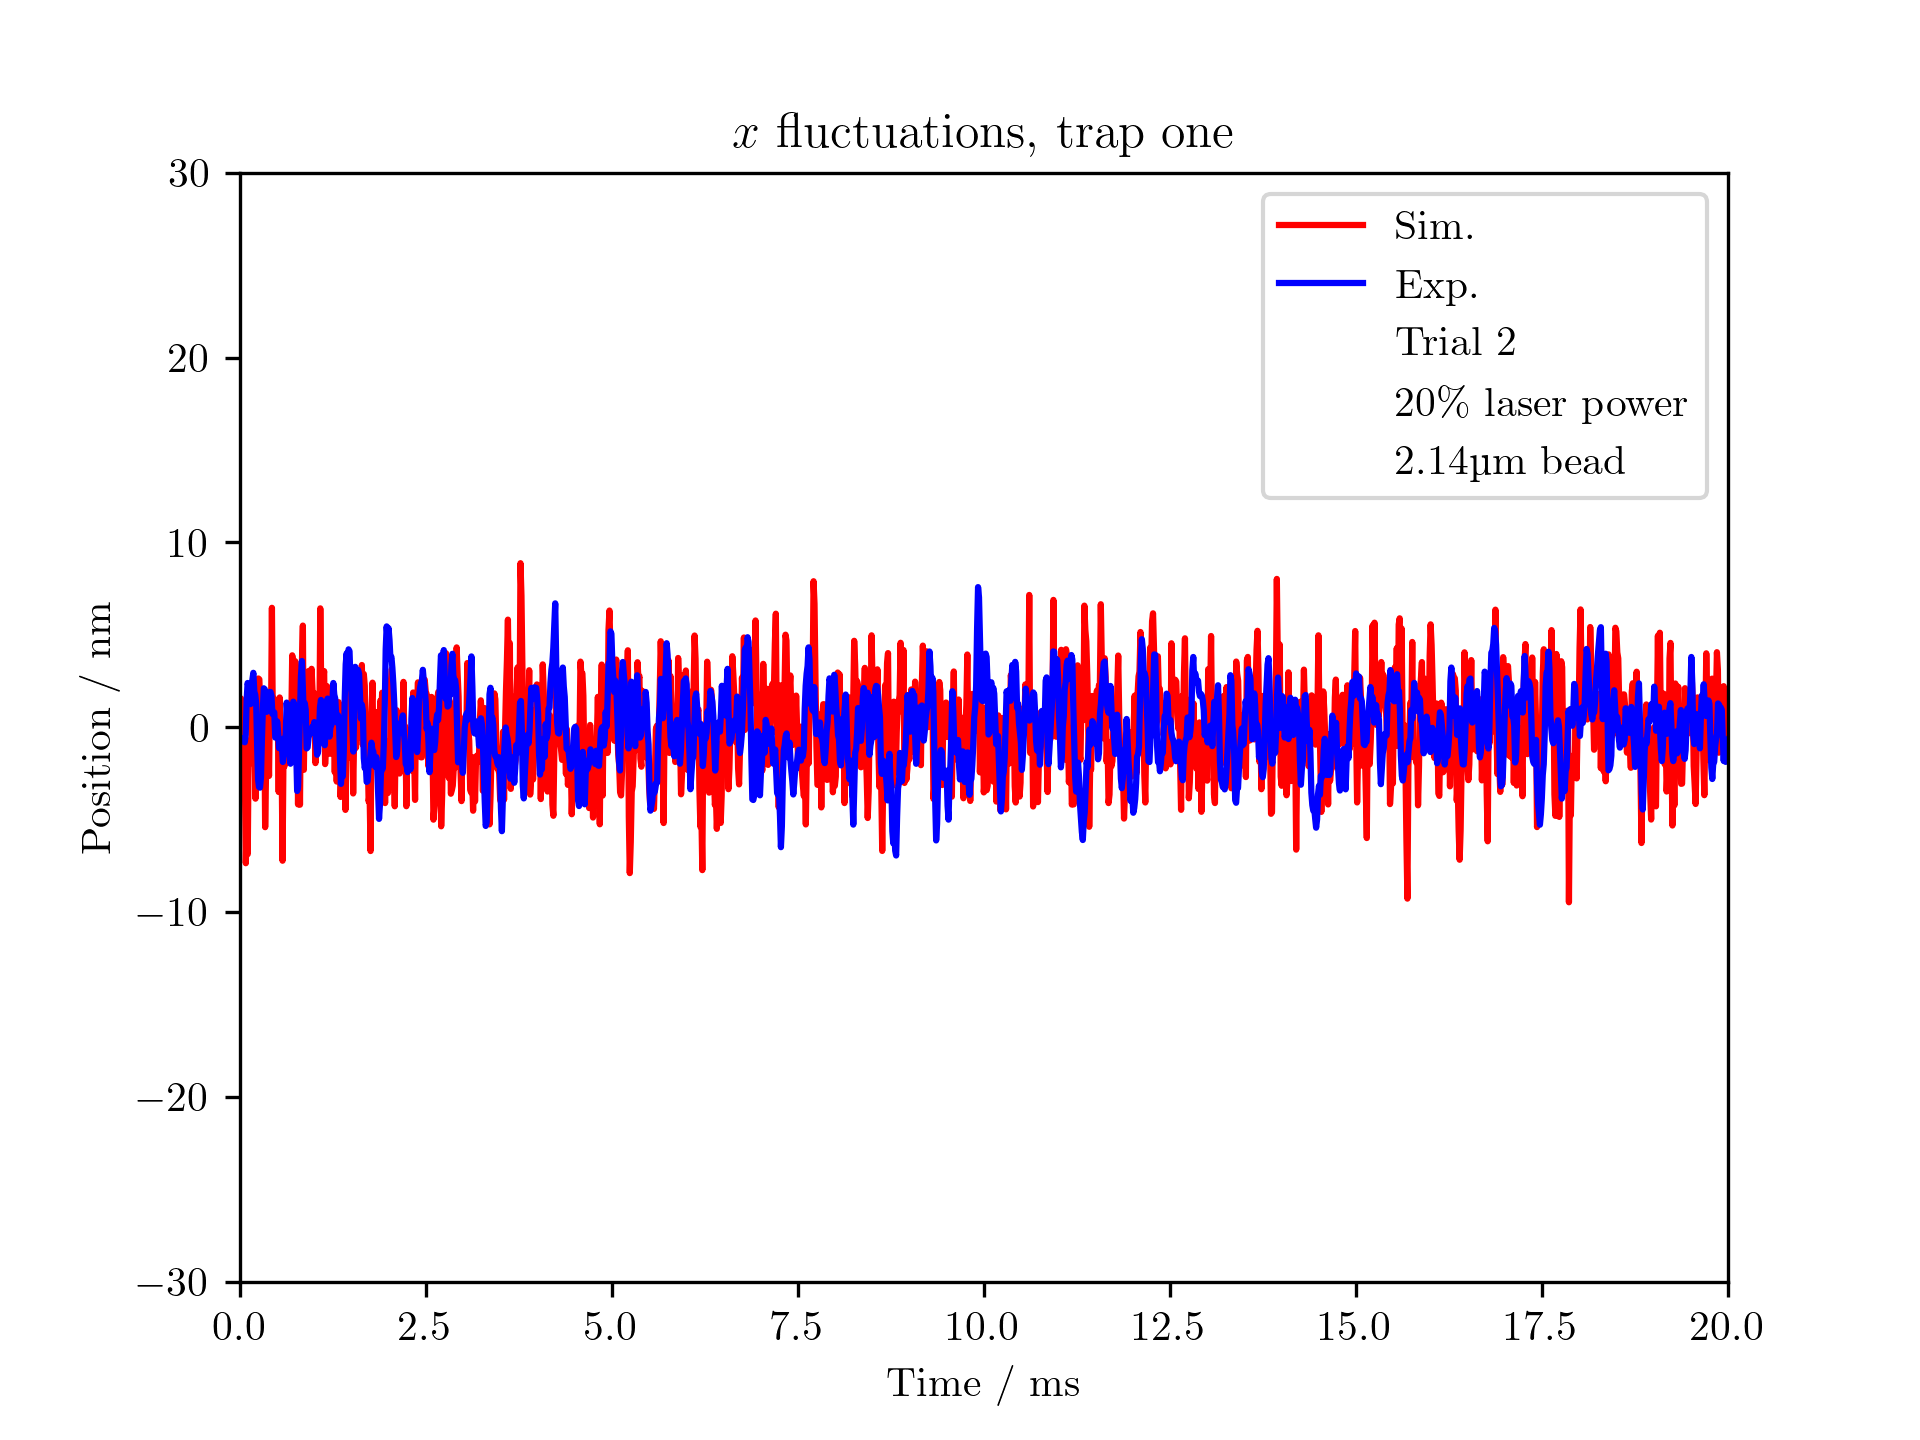 x fluctuations, trap one
30
20
10
0
−10
−20
−30
Position / nm
Sim.
Exp.
Trial 2
20% laser power
2.14µm bead
0.0 2.5 5.0 7.5 10.0 12.5 15.0 17.5 20.0
Time / ms